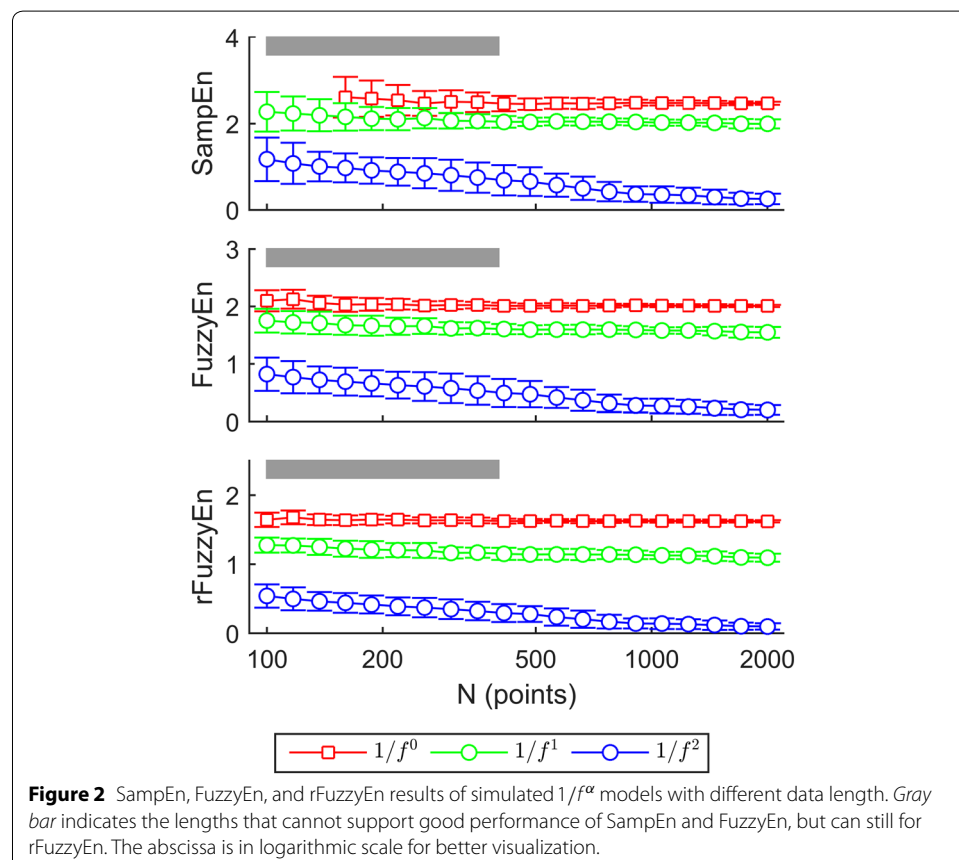 4
2
0
SampEn
3
2
1
0
FuzzyEn
2
1
0
rFuzzyEn
100 200 500 1000 2000
N (points)
1/f⁰ 1/f¹ 1/f²
Figure 2 SampEn, FuzzyEn, and rFuzzyEn results of simulated 1/f^α models with different data length. Gray
bar indicates the lengths that cannot support good performance of SampEn and FuzzyEn, but can still for
rFuzzyEn. The abscissa is in logarithmic scale for better visualization.